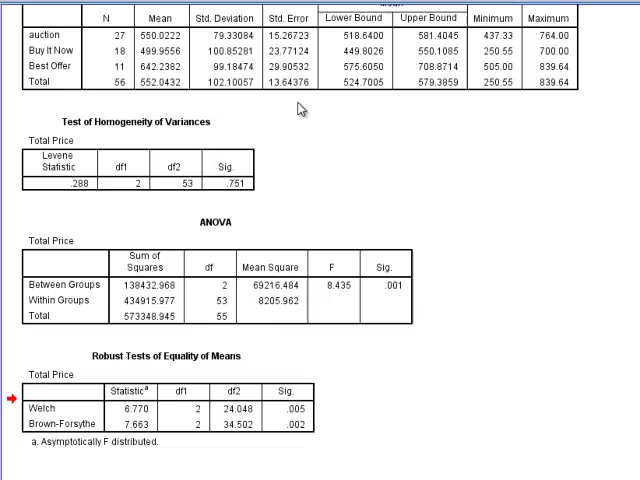 N Mean Std. Deviation Std. Error Lower Bound Upper Bound Minimum Maximum
auction 27 550.0222 79.33084 15.26723 518.6400 581.4045 437.33 764.00
Buy It Now 18 499.9556 100.85281 23.77124 449.8026 550.1085 250.55 700.00
Best Offer 11 642.2382 99.18474 29.90532 575.6050 708.8714 505.00 839.64
Total 56 552.0432 102.10057 13.64376 524.7005 579.3859 250.55 839.64
Test of Homogeneity of Variances
Total Price
Levene
Statistic df1 df2 Sig.
.288 2 53 .751
ANOVA
Total Price
Sum of
Squares df Mean Square F Sig.
Between Groups 138432.968 2 69216.484 8.435 .001
Within Groups 434915.977 53 8205.962
Total 573348.945 55
Robust Tests of Equality of Means
Total Price
Statistic^a df1 df2 Sig.
Welch 6.770 2 24.048 .005
Brown-Forsythe 7.663 2 34.502 .002
a. Asymptotically F distributed.